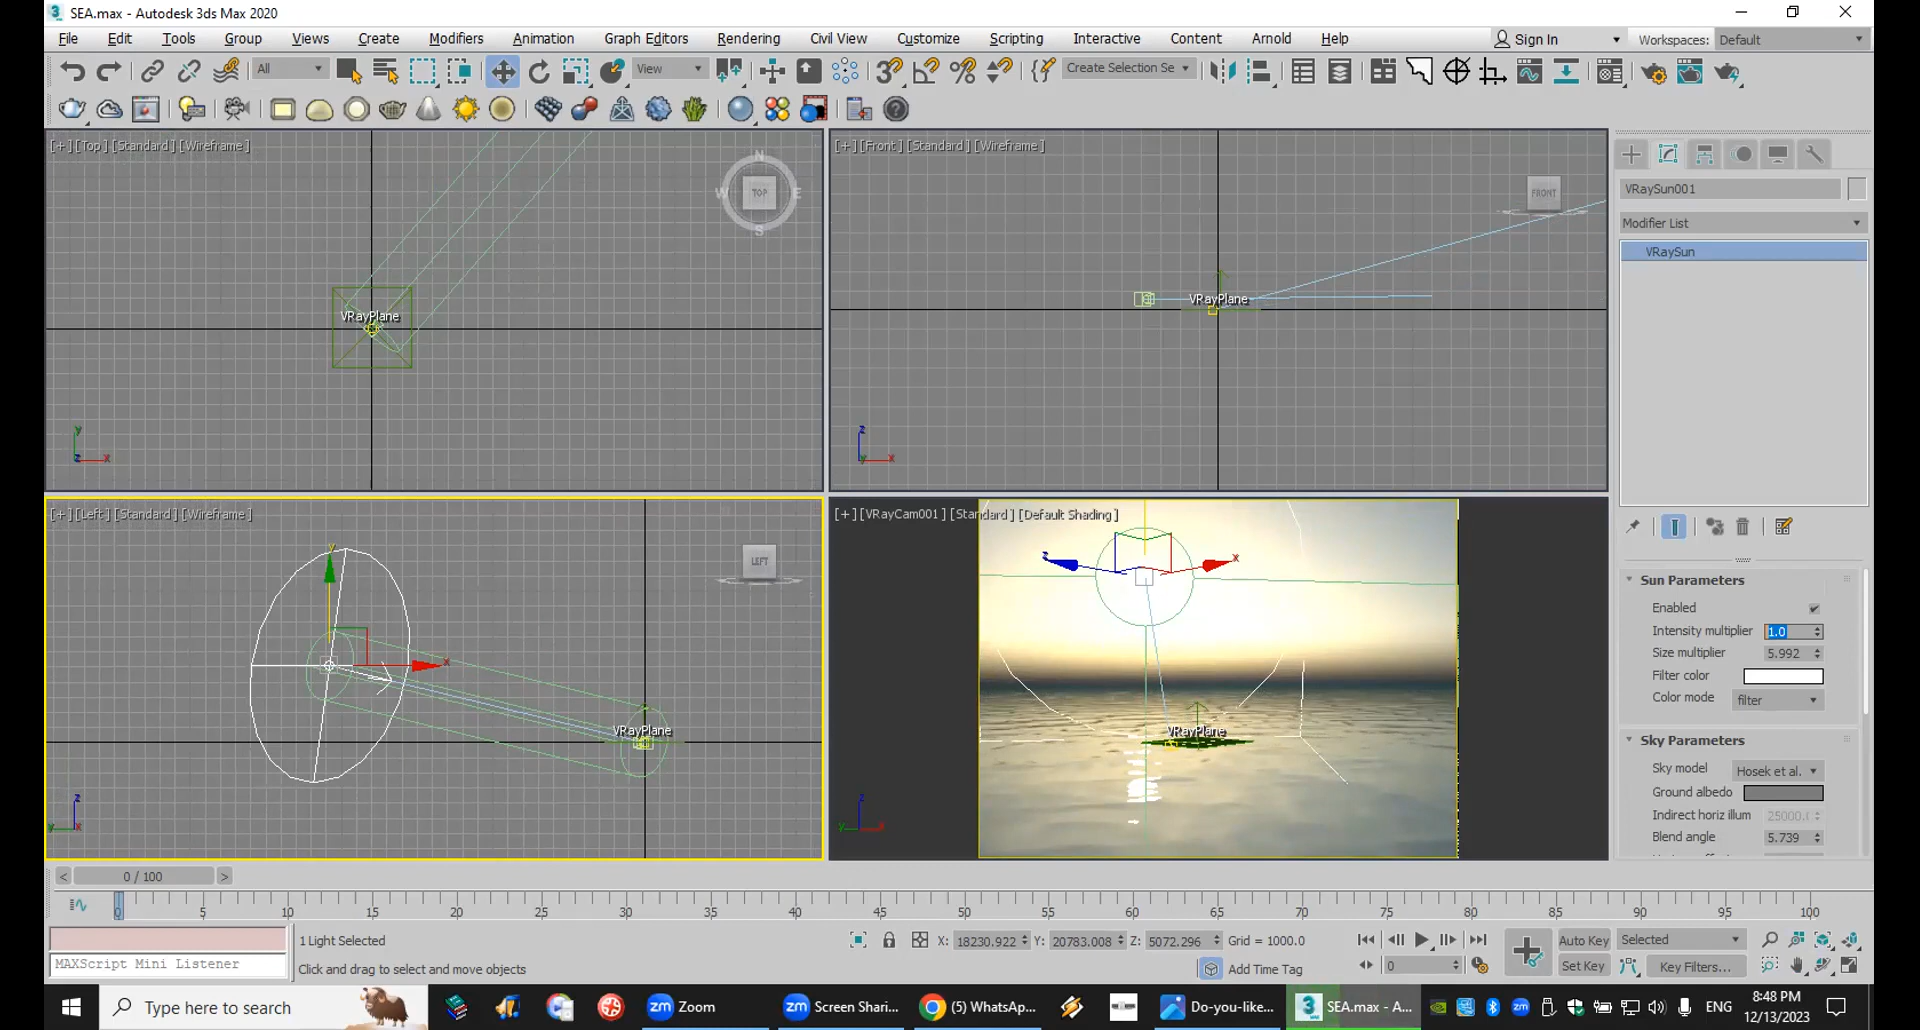 SEA.max - Autodesk 3ds Max 2020
File Edit Tools Group Views Create Modifiers Animation Graph Editors Rendering Civil View Customize Scripting Interactive Content Arnold Help Sign In Workspaces: Default
All View Create Selection Se
[+] [Top] [Standard] [Wireframe]
N
W TOP E
S
VRayPlane
y
z x
[+] [Front] [Standard] [Wireframe]
FRONT
VRayPlane
z
y x
[+] [Left] [Standard] [Wireframe]
LEFT
y
x
VRayPlane
z
y x
[+] [VRayCam001] [Standard] [Default Shading]
z x
VRayPlane
z
y x
VRaySun001
Modifier List
VRaySun
Sun Parameters
Enabled
Intensity multiplier 1.0
Size multiplier 5.992
Filter color
Color mode filter
Sky Parameters
Sky model Hosek et al.
Ground albedo
Indirect horiz illum 25000.(
Blend angle 5.739
< 0 / 100 >
0 5 10 15 20 25 30 35 40 45 50 55 60 65 70 75 80 85 90 95 100
1 Light Selected X: 18230.922 Y: 20783.008 Z: 5072.296 Grid = 1000.0 Auto Key Selected
MAXScript Mini Listener Click and drag to select and move objects Add Time Tag 0 Set Key Key Filters...
Type here to search zm Zoom zm Screen Shari... (5) WhatsAp... Do-you-like... 3 SEA.max - A... zm ENG 8:48 PM
12/13/2023